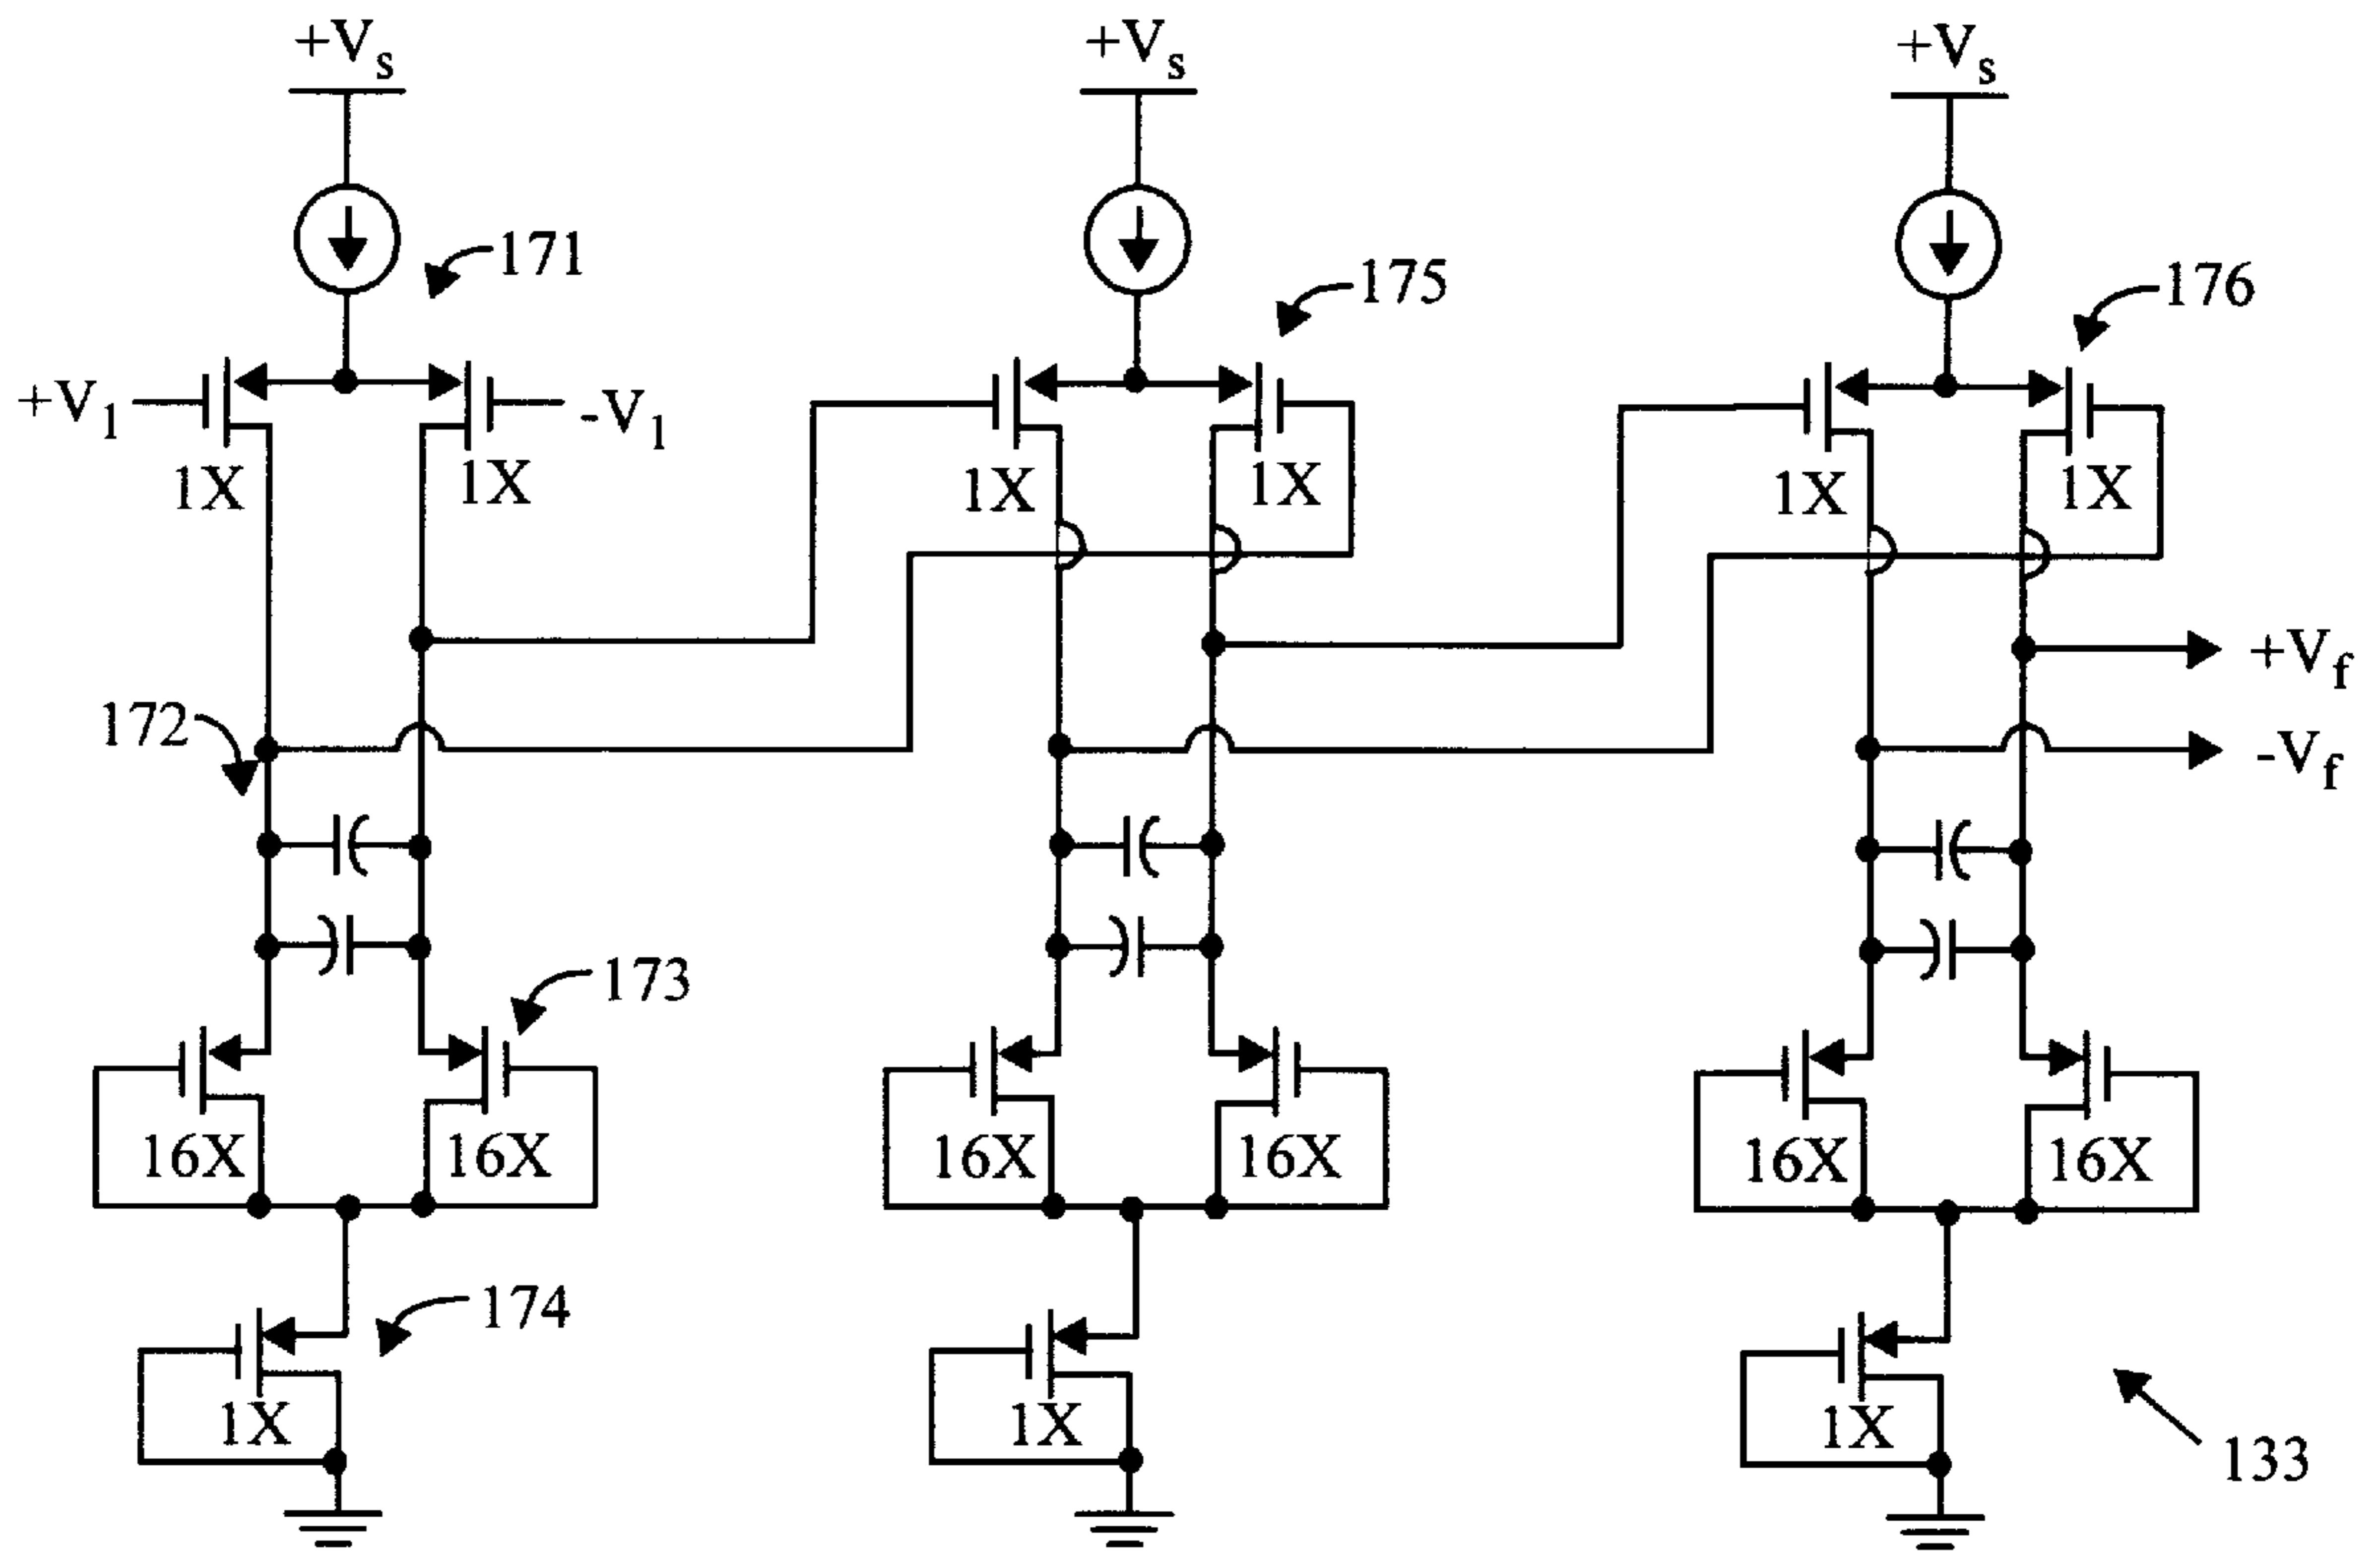 +Vs +Vs +Vs
171 175 176
+V1 -V1
1X 1X 1X 1X 1X 1X
+Vf
172
-Vf
173
16X 16X 16X 16X 16X 16X
174
1X 1X 1X
133